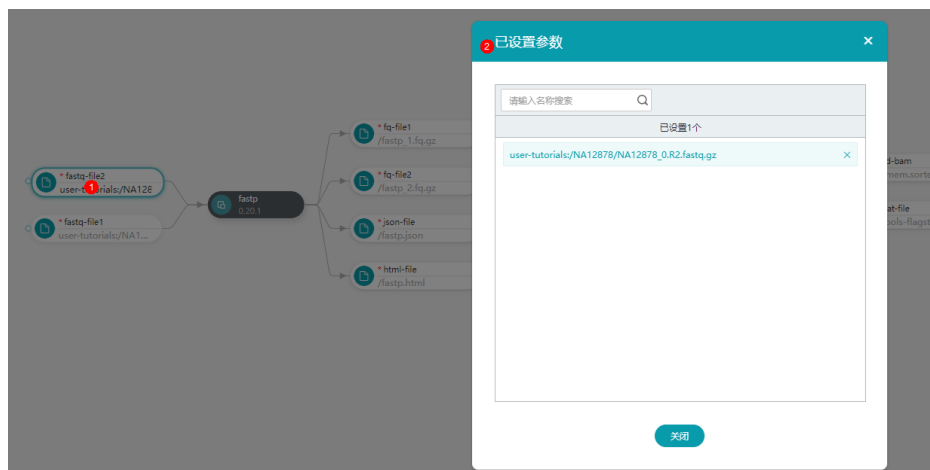 2 已设置参数 ×
请输入名称搜索
已设置1个
user-tutorials:/NA12878/NA12878_0.R2.fastq.gz ×
关闭
* fastq-file2
user-tutorials:/NA128
1
* fastq-file1
user-tutorials:/NA1...
fastp
0.20.1
* fq-file1
/fastp_1.fq.gz
* fq-file2
/fastp_2.fq.gz
* json-file
/fastp.json
* html-file
/fastp.html
d-bam
mem.sorte
at-file
ools-flagst